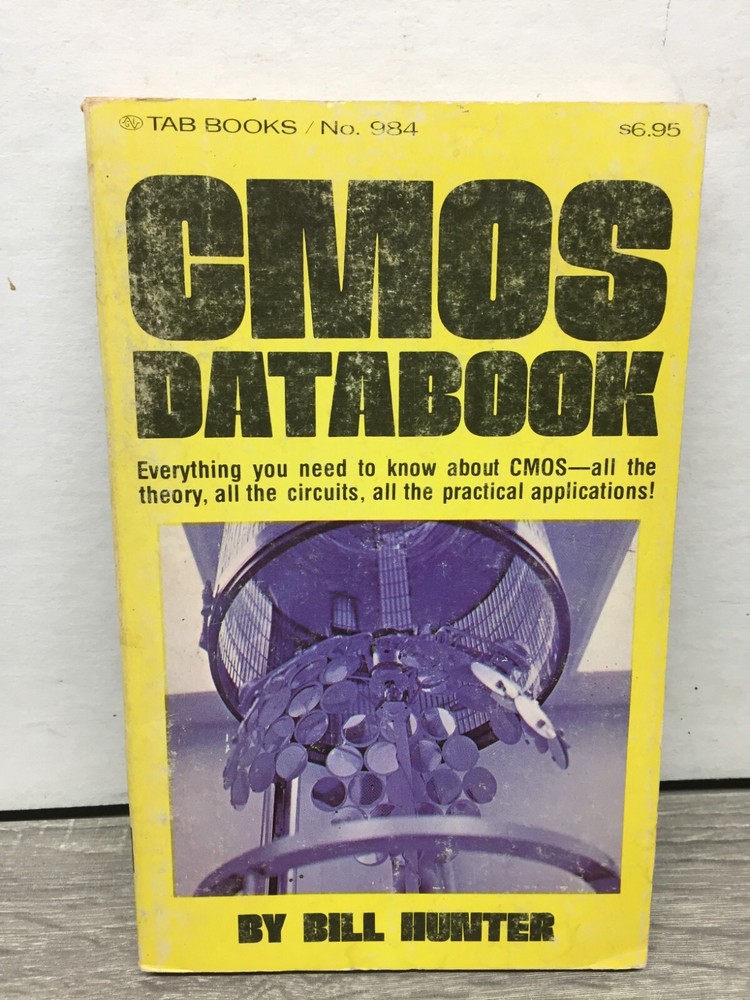 TAB BOOKS / No. 984 $6.95
CMOS
DATABOOK
Everything you need to know about CMOS—all the
theory, all the circuits, all the practical applications!
BY BILL HUNTER